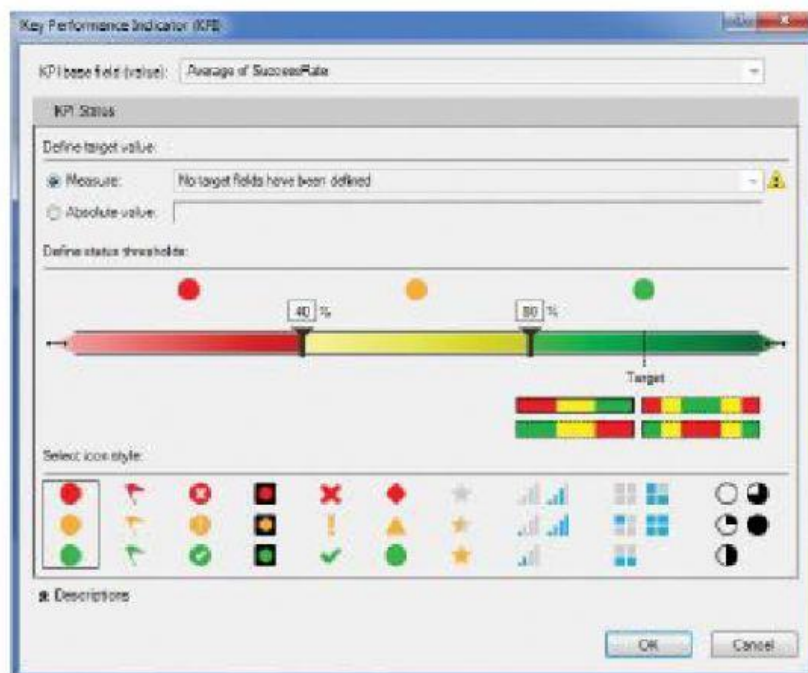 Key Performance Indicator (KPI)
KPI base field (value): Average of SuccessRate
KPI Status
Define target value:
Measure: No target fields have been defined
Absolute value:
Define status thresholds:
40 % 80 %
Target
Select icon style:
Descriptions
OK Cancel